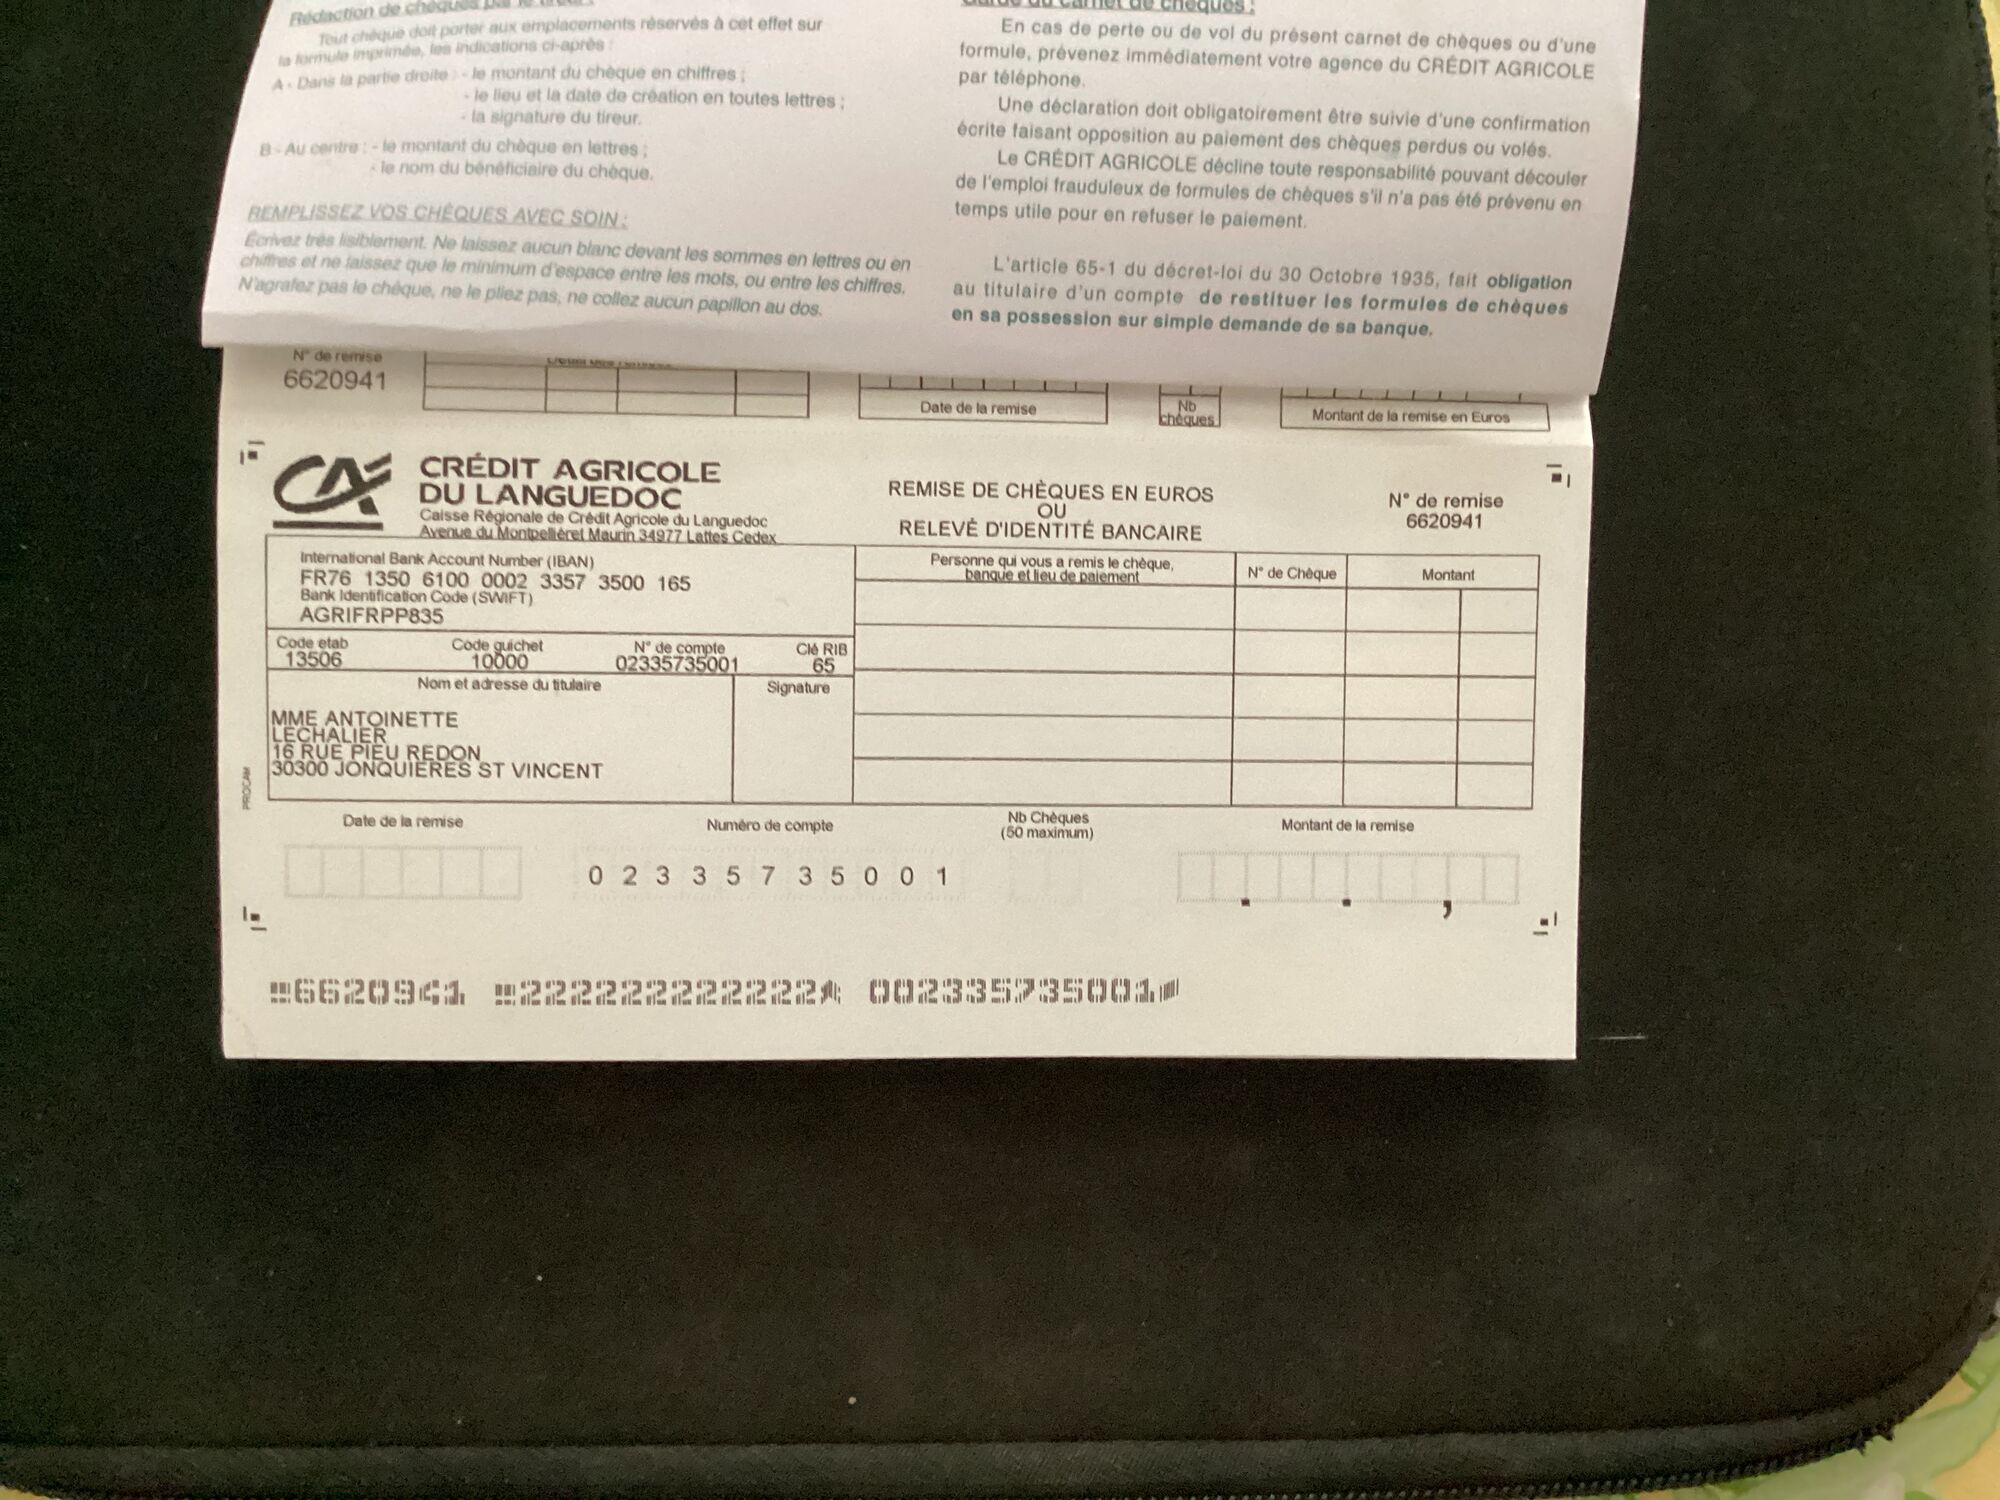 Rédaction de chèques par le tireur :
Tout chèque doit porter aux emplacements réservés à cet effet sur
la formule imprimée, les indications ci-après :
A - Dans la partie droite : - le montant du chèque en chiffres ;
- le lieu et la date de création en toutes lettres ;
- la signature du tireur.
B - Au centre : - le montant du chèque en lettres ;
- le nom du bénéficiaire du chèque.
REMPLISSEZ VOS CHÈQUES AVEC SOIN :
Écrivez très lisiblement. Ne laissez aucun blanc devant les sommes en lettres ou en
chiffres et ne laissez que le minimum d'espace entre les mots, ou entre les chiffres.
N'agrafez pas le chèque, ne le pliez pas, ne collez aucun papillon au dos.
Garde du carnet de chèques :
En cas de perte ou de vol du présent carnet de chèques ou d'une
formule, prévenez immédiatement votre agence du CRÉDIT AGRICOLE
par téléphone.
Une déclaration doit obligatoirement être suivie d'une confirmation
écrite faisant opposition au paiement des chèques perdus ou volés.
Le CRÉDIT AGRICOLE décline toute responsabilité pouvant découler
de l'emploi frauduleux de formules de chèques s'il n'a pas été prévenu en
temps utile pour en refuser le paiement.
L'article 65-1 du décret-loi du 30 Octobre 1935, fait obligation
au titulaire d'un compte de restituer les formules de chèques
en sa possession sur simple demande de sa banque.
N° de remise
6620941
Date de la remise
Nb
chèques
Montant de la remise en Euros
CA
CRÉDIT AGRICOLE
DU LANGUEDOC
Caisse Régionale de Crédit Agricole du Languedoc
Avenue du Montpelliéret Maurin 34977 Lattes Cedex
REMISE DE CHÈQUES EN EUROS
OU
RELEVÉ D'IDENTITÉ BANCAIRE
N° de remise
6620941
International Bank Account Number (IBAN)
FR76 1350 6100 0002 3357 3500 165
Bank Identification Code (SWIFT)
AGRIFRPP835
Code etab Code guichet N° de compte Clé RIB
13506 10000 02335735001 65
Nom et adresse du titulaire Signature
MME ANTOINETTE
LECHALIER
16 RUE PIEU REDON
30300 JONQUIERES ST VINCENT
Personne qui vous a remis le chèque,
banque et lieu de paiement
N° de Chèque
Montant
PROCAM
Date de la remise
Numéro de compte
Nb Chèques
(50 maximum)
Montant de la remise
0 2 3 3 5 7 3 5 0 0 1
6620941 222222222222 002335735001